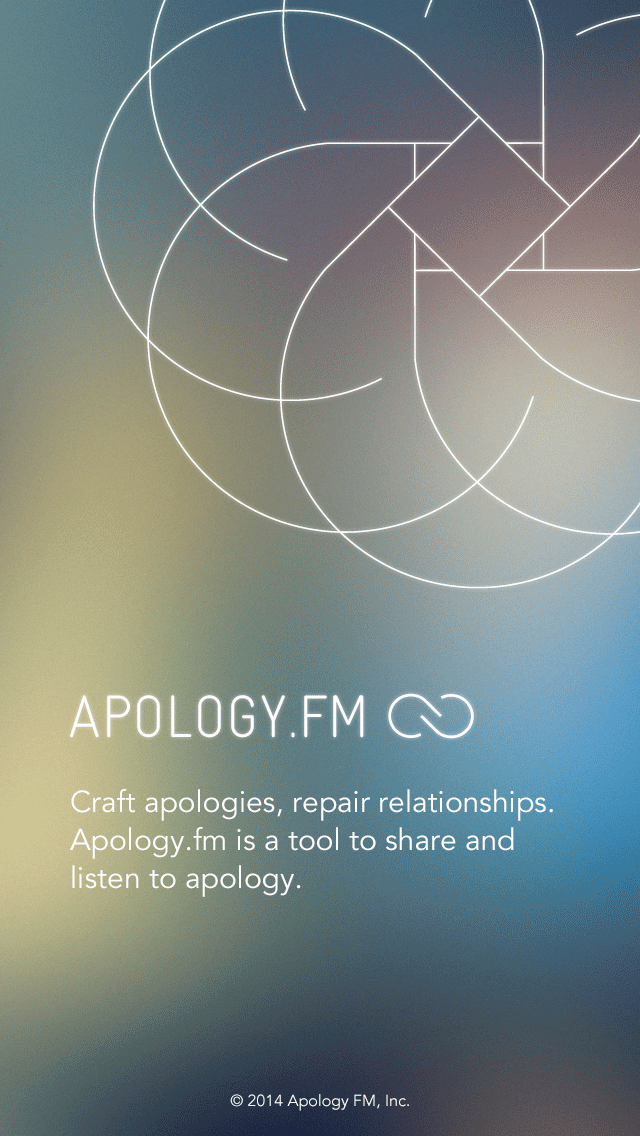 APOLOGY.FM
Craft apologies, repair relationships.
Apology.fm is a tool to share and
listen to apology.
© 2014 Apology FM, Inc.